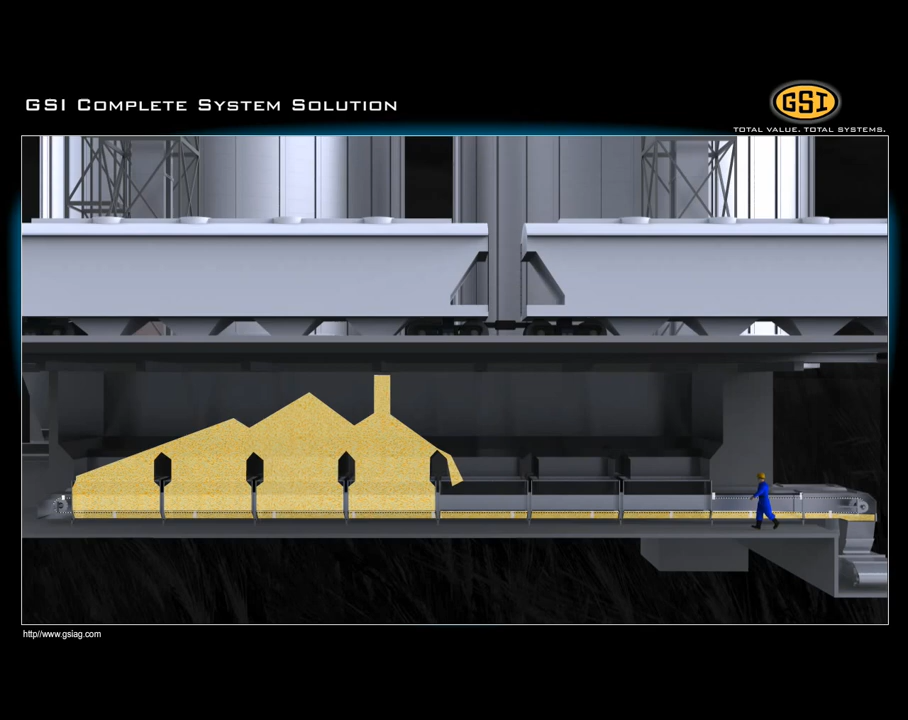 GSI Complete System Solution
GSI
Total Value. Total Systems.
http//www.gsiag.com